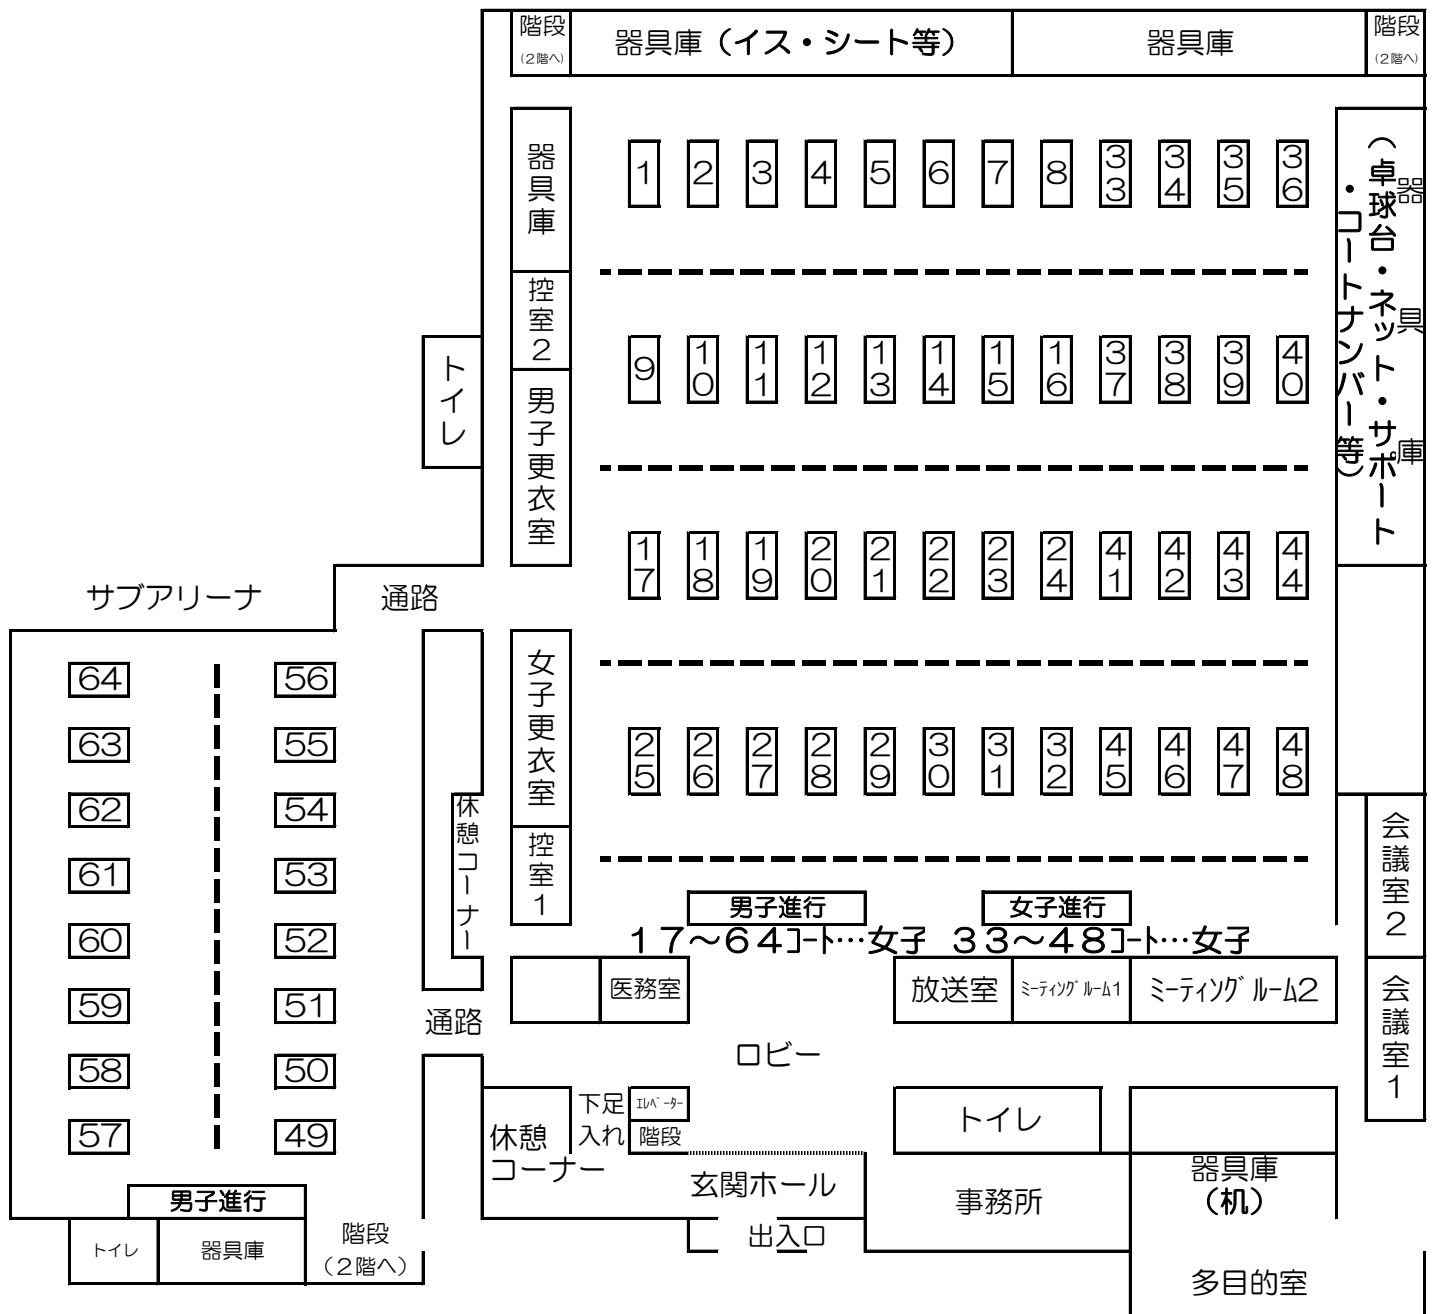 階段
(2階へ)
器具庫（イス・シート等）
器具庫
階段
(2階へ)
器具庫
1 2 3 4 5 6 7 8 33 34 35 36
器具庫
（卓球台・ネット・サポート
・コートナンバー等）
控室2
トイレ
9 10 11 12 13 14 15 16 37 38 39 40
男子更衣室
17 18 19 20 21 22 23 24 41 42 43 44
サブアリーナ
通路
女子更衣室
25 26 27 28 29 30 31 32 45 46 47 48
64 56
63 55
62 54
61 53
60 52
59 51
58 50
57 49
休憩コーナー
控室1
会議室2
男子進行
女子進行
17～64ｺｰﾄ…女子 33～48ｺｰﾄ…女子
医務室
放送室
ﾐｰﾃｨﾝｸﾞﾙｰﾑ1
ﾐｰﾃｨﾝｸﾞﾙｰﾑ2
会議室1
通路
ロビー
下足
入れ
ｴﾚﾍﾞｰﾀｰ
階段
トイレ
休憩
コーナー
玄関ホール
事務所
器具庫
（机）
男子進行
出入口
トイレ
器具庫
階段
（2階へ）
多目的室